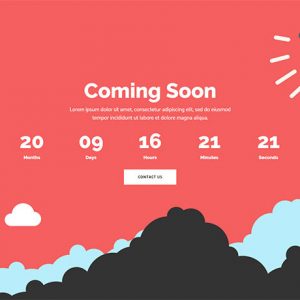 Coming Soon
Lorem ipsum dolor sit amet, consectetur adipiscing elit, sed do eiusmod
tempor incididunt ut labore et dolore magna aliqua.
20 09 16 21 21
Months Days Hours Minutes Seconds
CONTACT US